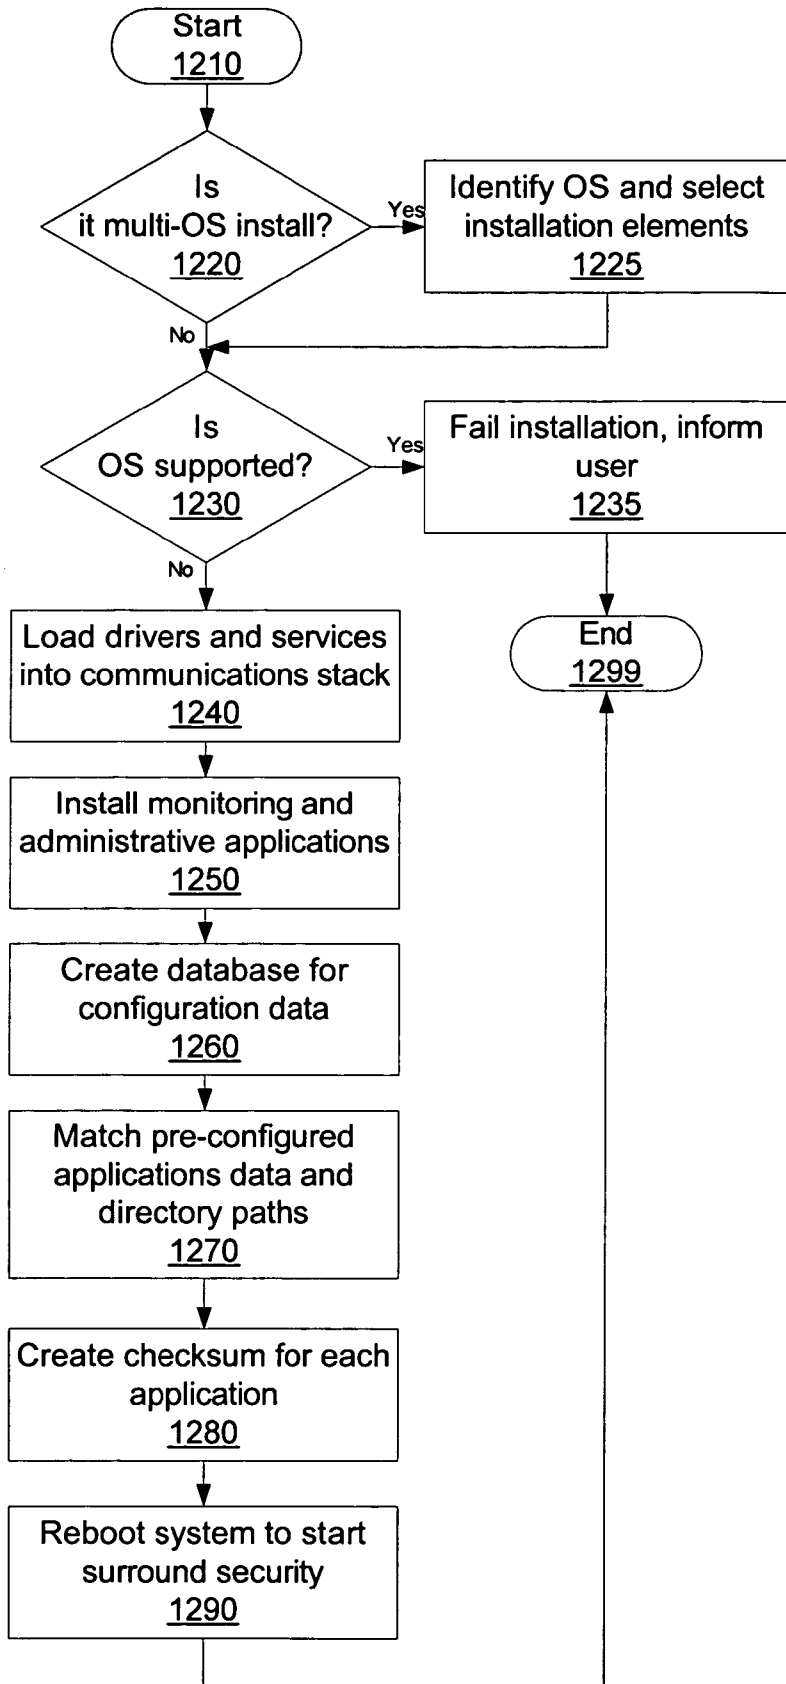 Start
1210
Is
it multi-OS install?
1220
Yes
Identify OS and select
installation elements
1225
No
Is
OS supported?
1230
Yes
Fail installation, inform
user
1235
No
Load drivers and services
into communications stack
1240
End
1299
Install monitoring and
administrative applications
1250
Create database for
configuration data
1260
Match pre-configured
applications data and
directory paths
1270
Create checksum for each
application
1280
Reboot system to start
surround security
1290